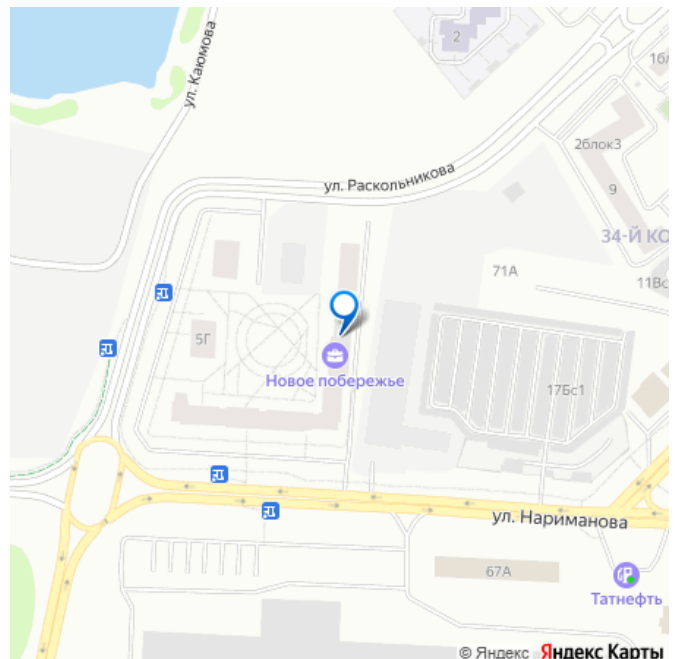 2
ул. Каюмова
16л
2блок3
ул. Раскольникова
9
34-Й КО
71А
11Вс
5Г
Новое побережье
17Бс1
ул. Нариманова
67А
Татнефть
© Яндекс Яндекс Карты